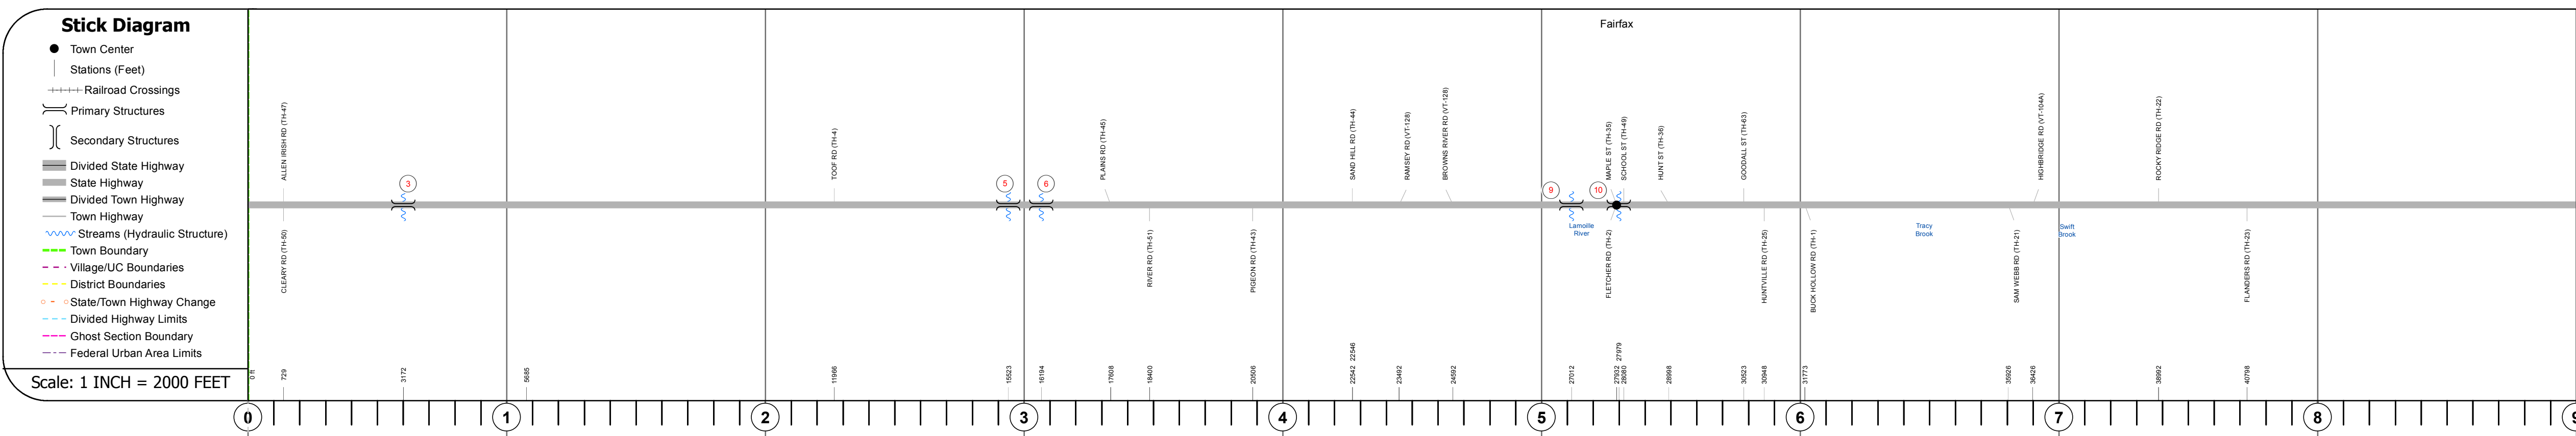 Stick Diagram
Town Center
Stations (Feet)
Railroad Crossings
Primary Structures
Secondary Structures
Divided State Highway
State Highway
Divided Town Highway
Town Highway
Streams (Hydraulic Structure)
Town Boundary
Village/UC Boundaries
District Boundaries
State/Town Highway Change
Divided Highway Limits
Ghost Section Boundary
Federal Urban Area Limits
Scale: 1 INCH = 2000 FEET
Fairfax
ALLEN IRISH RD (TH-47)
TOOF RD (TH-4)
PLAINS RD (TH-45)
SAND HILL RD (TH-44)
RAMSEY RD (VT-128)
BROWNS RIVER RD (VT-128)
MAPLE ST (TH-35)
SCHOOL ST (TH-49)
HUNT ST (TH-36)
GOODALL ST (TH-63)
HIGHBRIDGE RD (VT-104A)
ROCKY RIDGE RD (TH-22)
3
5
6
9
10
CLEARY RD (TH-50)
RIVER RD (TH-51)
PIGEON RD (TH-43)
Lamoille
River
FLETCHER RD (TH-2)
HUNTVILLE RD (TH-25)
BUCK HOLLOW RD (TH-1)
Tracy
Brook
SAM WEBB RD (TH-21)
Swift
Brook
FLANDERS RD (TH-23)
0 ft
729
3172
5685
11966
15523
16194
17608
18400
20506
22542
22546
23492
24592
27012
27932
27979
28080
28998
30523
30948
31773
35926
36426
38992
40798
0
1
2
3
4
5
6
7
8
9